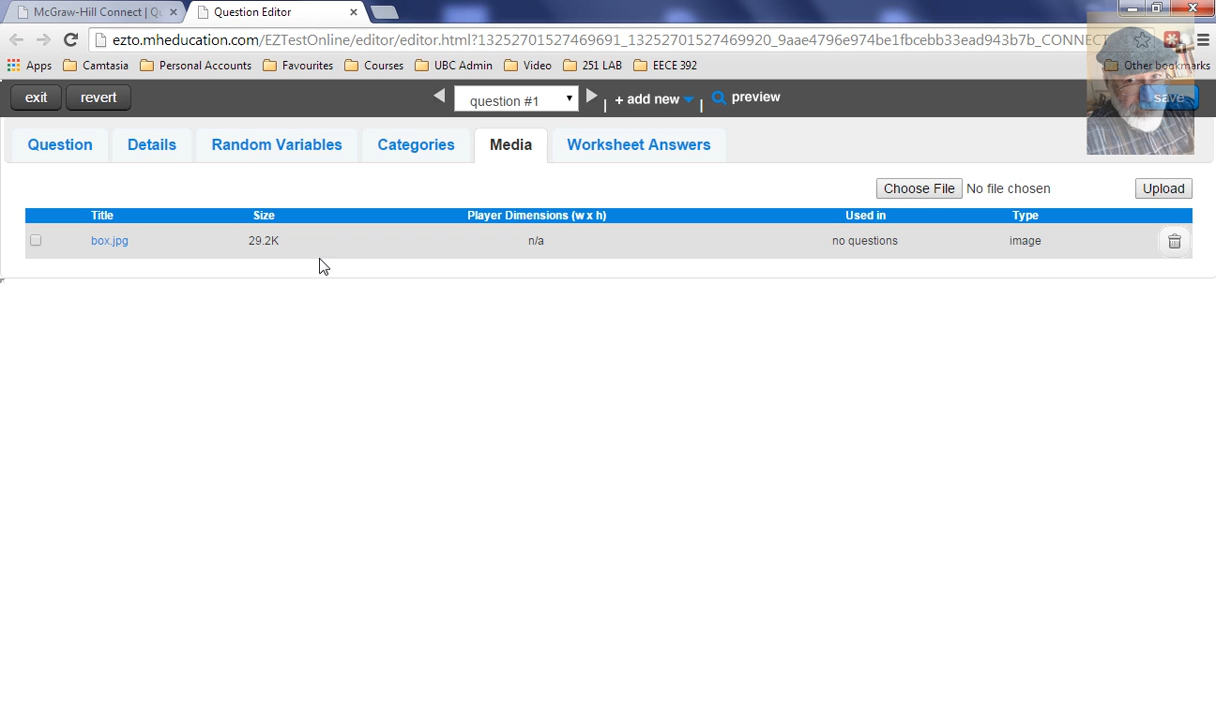 McGraw-Hill Connect | Qu
Question Editor
ezto.mheducation.com/EZTestOnline/editor/editor.html?13252701527469691_13252701527469920_9aae4796e974be1fbcebb33ead943b7b_CONNECT
Apps Camtasia Personal Accounts Favourites Courses UBC Admin Video 251 LAB EECE 392 Other bookmarks
exit revert question #1 + add new preview save
Question Details Random Variables Categories Media Worksheet Answers
Choose File No file chosen Upload
Title Size Player Dimensions (w x h) Used in Type
box.jpg 29.2K n/a no questions image